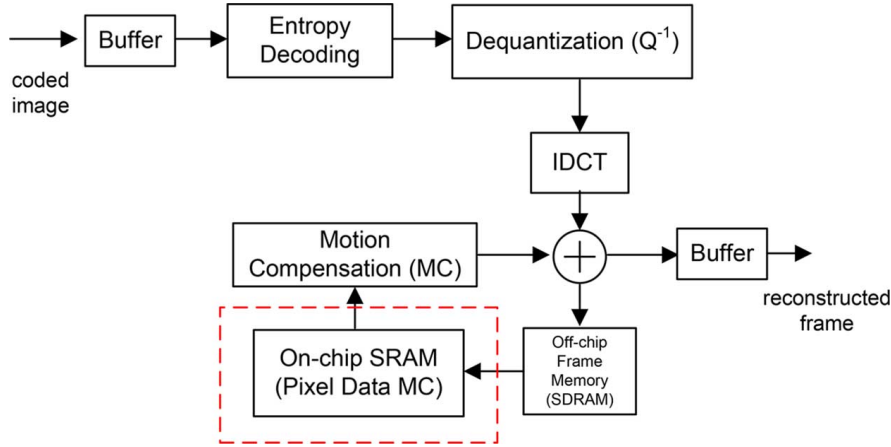 coded
image
Buffer
Entropy
Decoding
Dequantization (Q⁻¹)
IDCT
Motion
Compensation (MC)
+
Buffer
reconstructed
frame
On-chip SRAM
(Pixel Data MC)
Off-chip
Frame
Memory
(SDRAM)